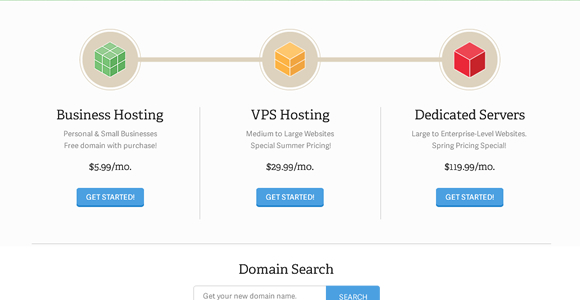 Business Hosting
Personal & Small Businesses
Free domain with purchase!
$5.99/mo.
GET STARTED!
VPS Hosting
Medium to Large Websites
Special Summer Pricing!
$29.99/mo.
GET STARTED!
Dedicated Servers
Large to Enterprise-Level Websites.
Spring Pricing Special!
$119.99/mo.
GET STARTED!
Domain Search
Get your new domain name.
SEARCH